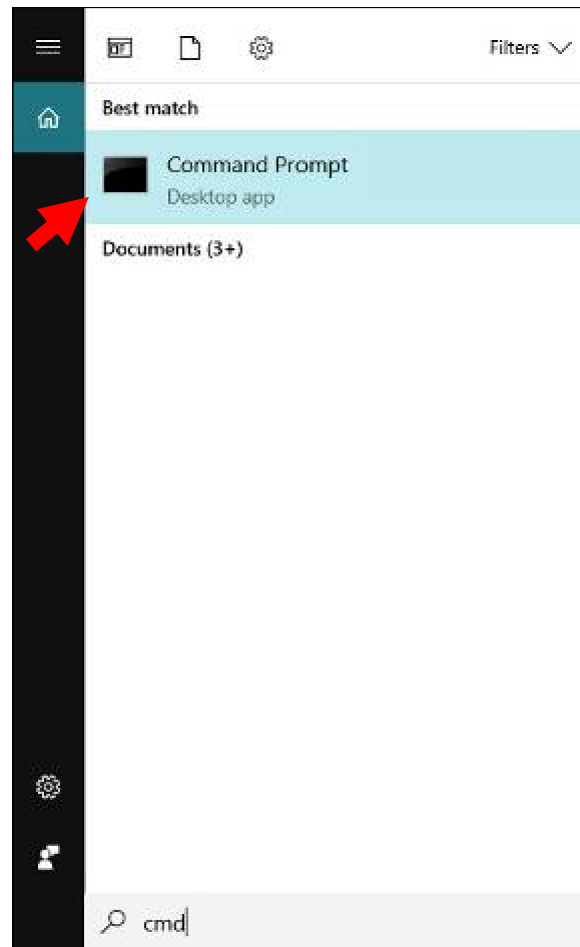 Filters
Best match
Command Prompt
Desktop app
Documents (3+)
cmd